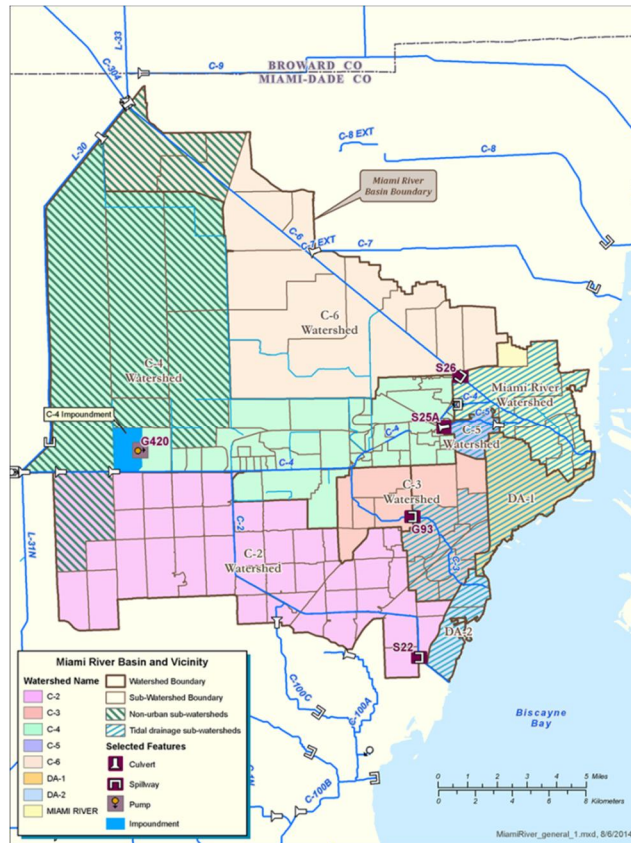 L-33
C-304
C-9
BROWARD CO
MIAMI-DADE CO
L-30
C-8 EXT
C-8
Miami River
Basin Boundary
C-6
C-7 EXT
C-7
C-6
Watershed
C-4
Watershed
S26
Miami River
Watershed
C-4
C-4 Impoundment
G420
S25A
C-5
C-5
Watershed
C-4
C-4
C-3
Watershed
DA-1
L-31N
C-2
G93
C-2
Watershed
C-3
DA-2
S22
Miami River Basin and Vicinity
Watershed Name
C-2
C-3
C-4
C-5
C-6
DA-1
DA-2
MIAMI RIVER
Watershed Boundary
Sub-Watershed Boundary
Non-urban sub-watersheds
Tidal drainage sub-watersheds
Selected Features
Culvert
Spillway
Pump
Impoundment
C-100C
C-100A
C-100B
C-1N
Biscayne
Bay
0 1 2 3 4 5 Miles
0 2 4 6 8 Kilometers
MiamiRiver_general_1.mxd, 8/6/2014